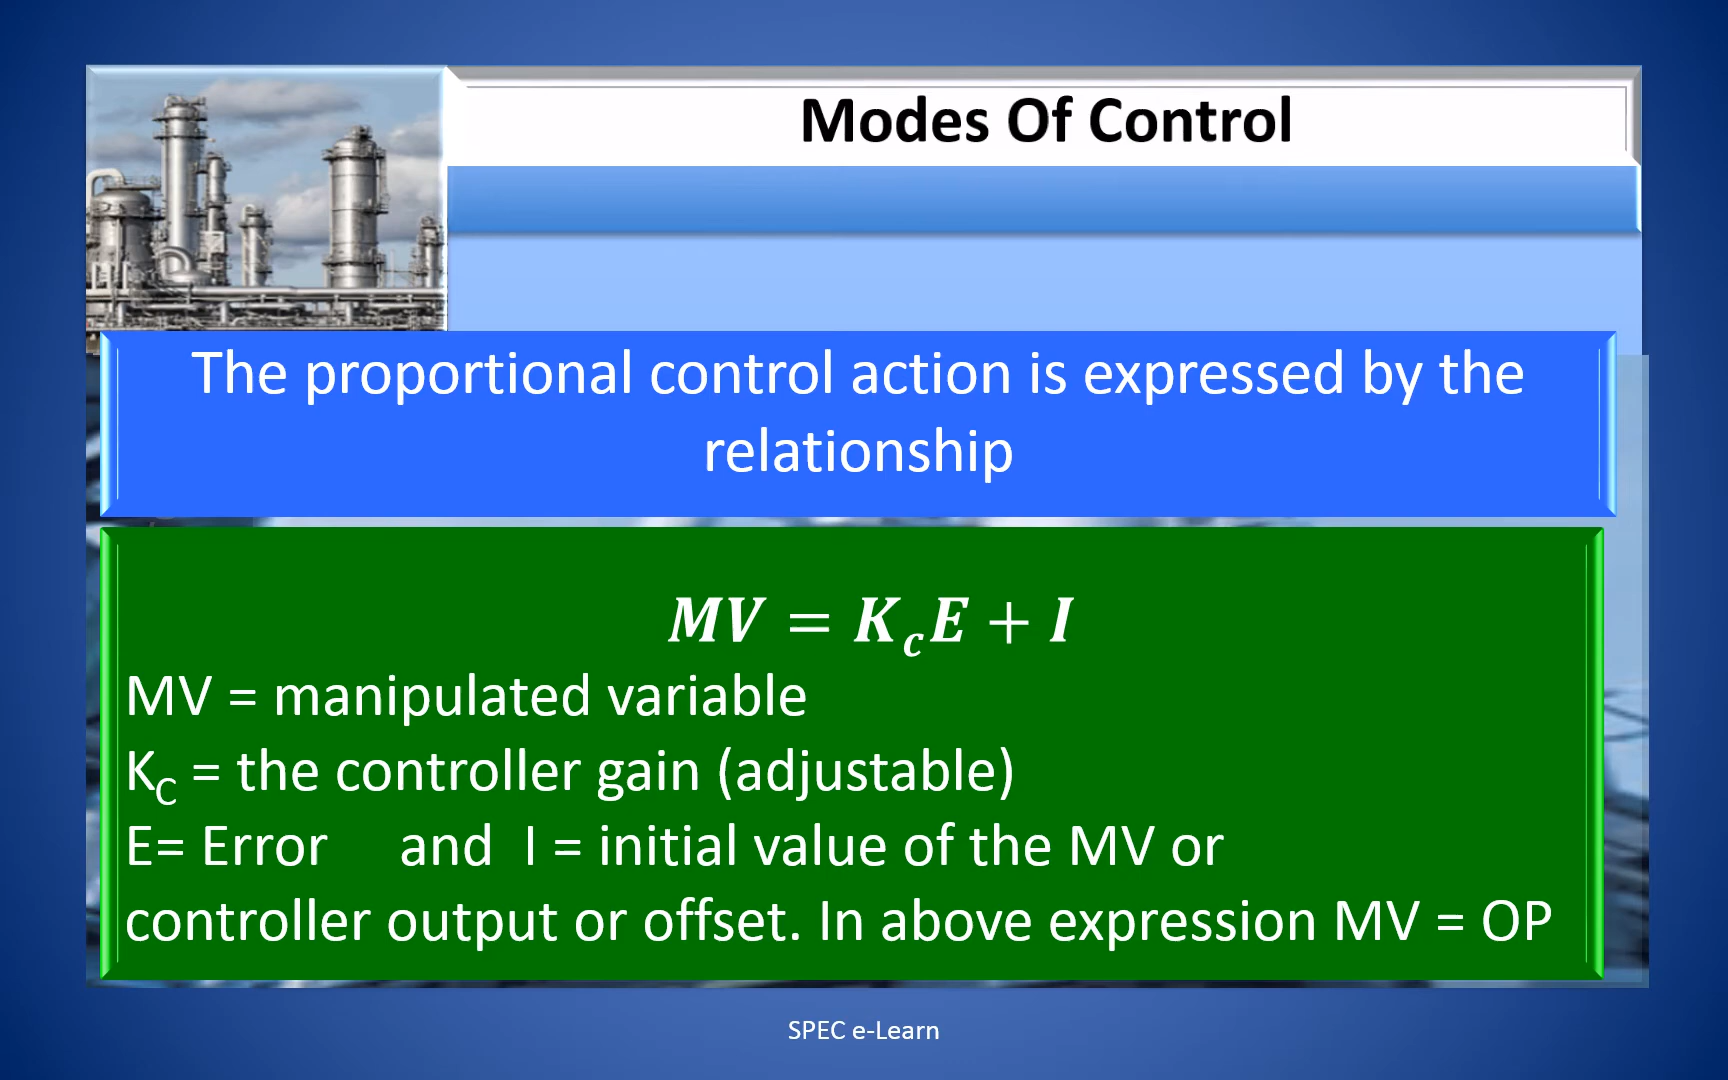 Modes Of Control
The proportional control action is expressed by the
relationship
MV = K_c E + I
MV = manipulated variable
K_C = the controller gain (adjustable)
E= Error and I = initial value of the MV or
controller output or offset. In above expression MV = OP
SPEC e-Learn